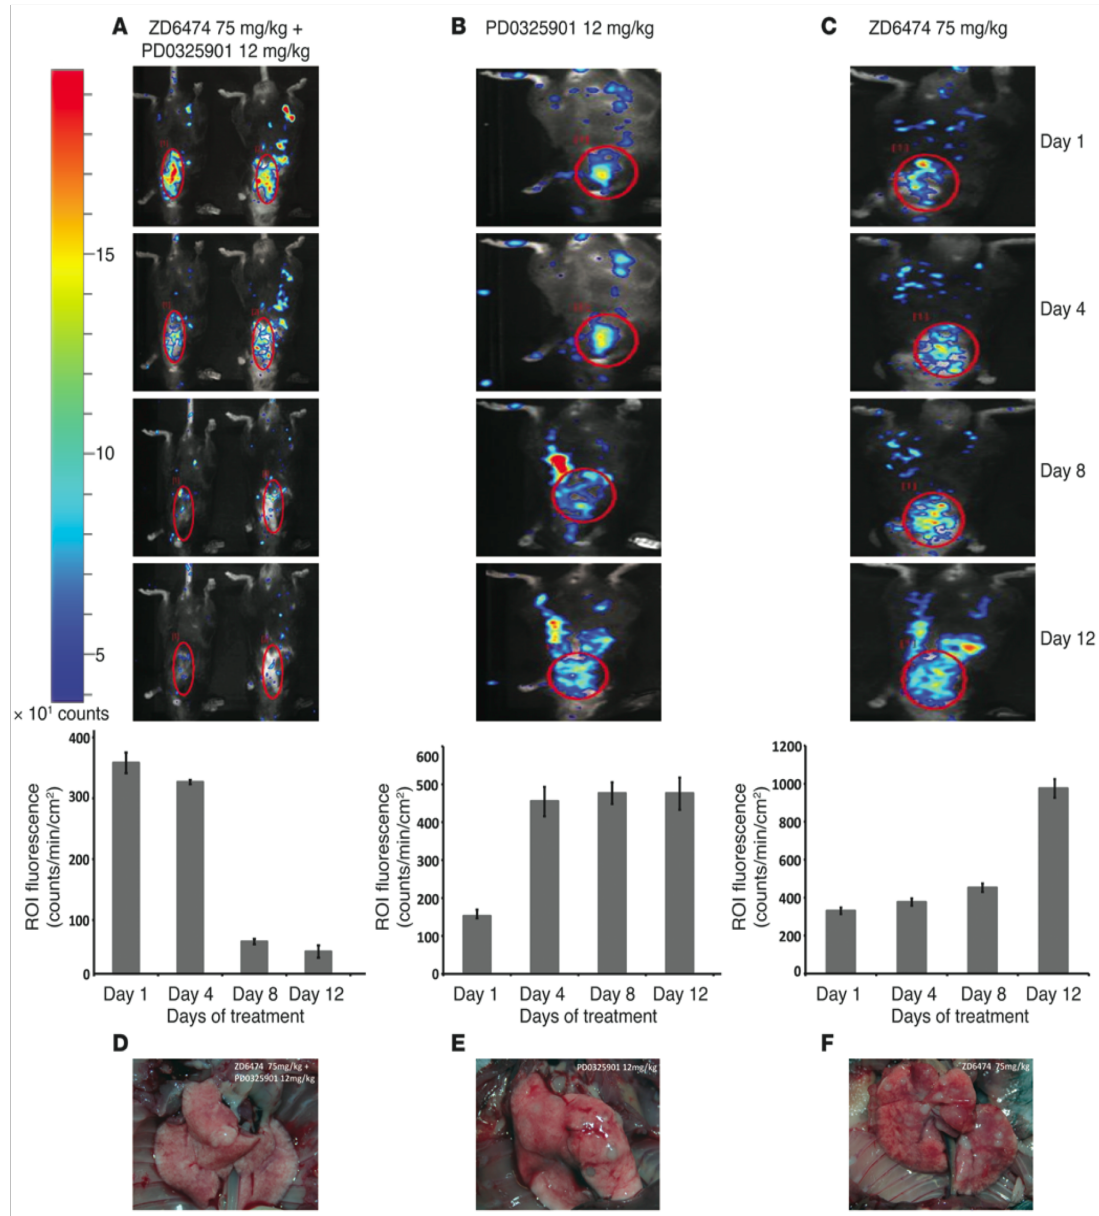 A
ZD6474 75 mg/kg +
PD0325901 12 mg/kg
B
PD0325901 12 mg/kg
C
ZD6474 75 mg/kg
15
10
5
× 10¹ counts
Day 1
Day 4
Day 8
Day 12
ROI fluorescence
(counts/min/cm²)
400
300
200
100
0
Day 1 Day 4 Day 8 Day 12
Days of treatment
ROI fluorescence
(counts/min/cm²)
600
500
400
300
200
100
0
Day 1 Day 4 Day 8 Day 12
Days of treatment
ROI fluorescence
(counts/min/cm²)
1200
1000
800
600
400
200
0
Day 1 Day 4 Day 8 Day 12
Days of treatment
D
ZD6474 75mg/kg +
PD0325901 12mg/kg
E
PD0325901 12mg/kg
F
ZD6474 75mg/kg